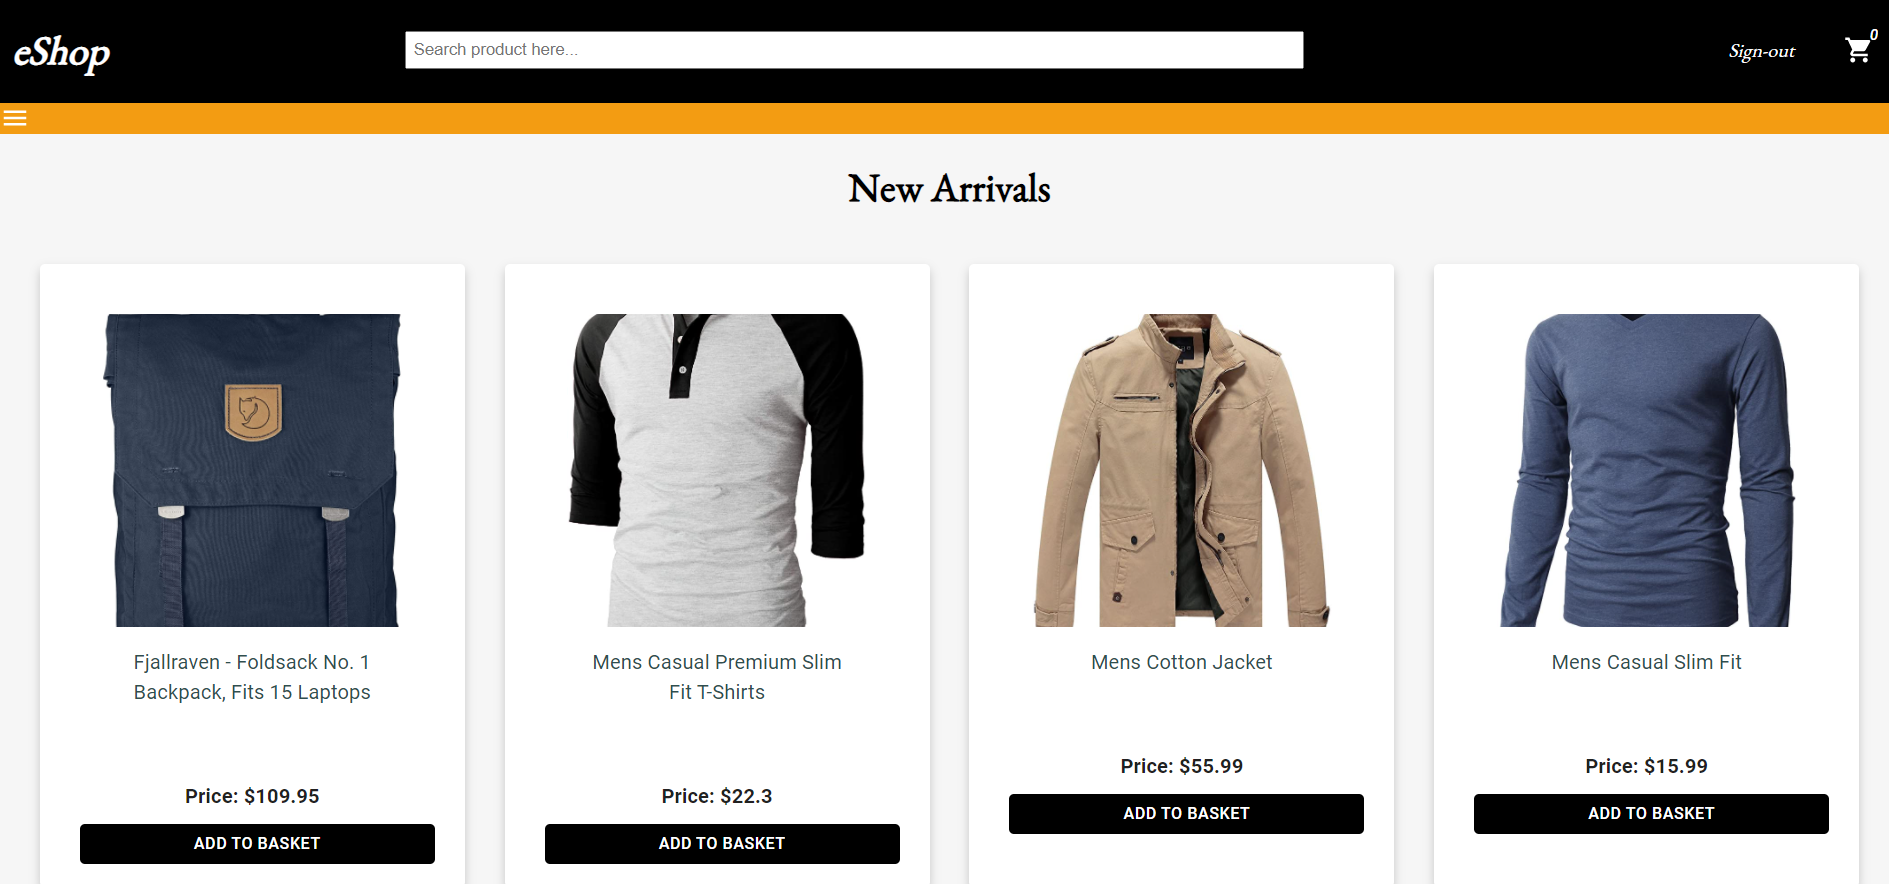 eShop
Search product here...
Sign-out
0
New Arrivals
Fjallraven - Foldsack No. 1
Backpack, Fits 15 Laptops
Price: $109.95
ADD TO BASKET
Mens Casual Premium Slim
Fit T-Shirts
Price: $22.3
ADD TO BASKET
Mens Cotton Jacket
Price: $55.99
ADD TO BASKET
Mens Casual Slim Fit
Price: $15.99
ADD TO BASKET